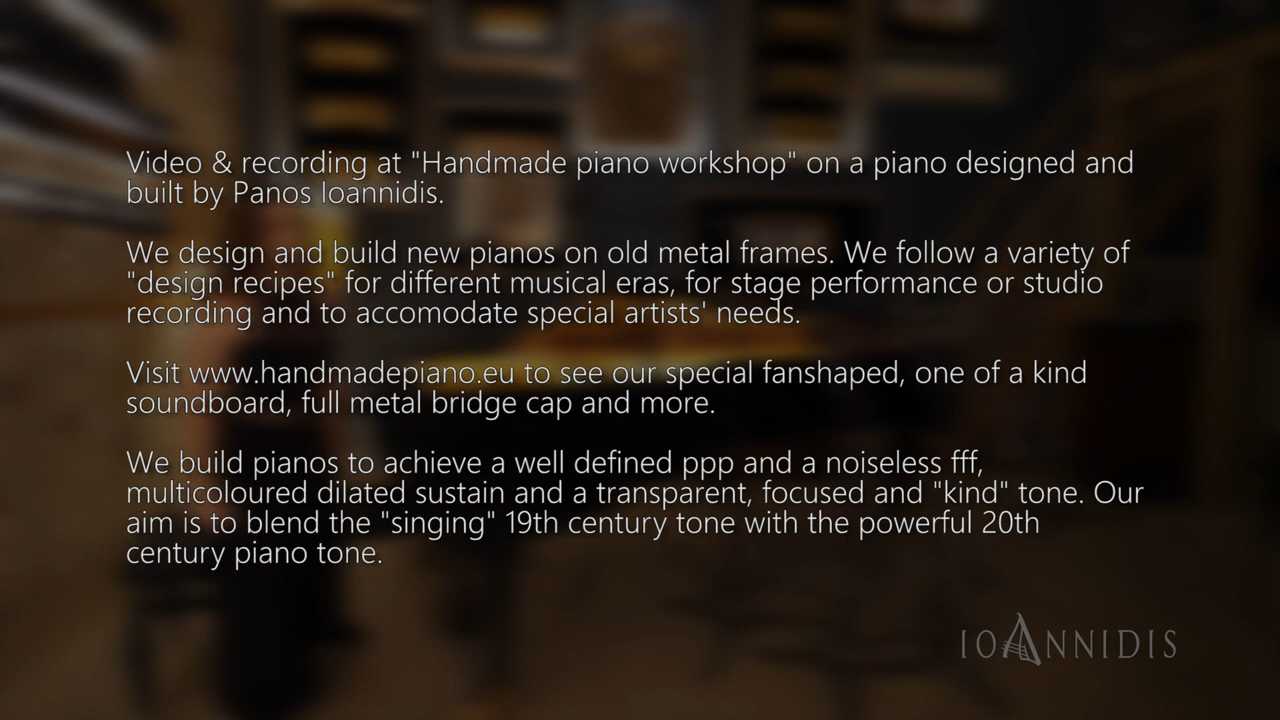 Video & recording at "Handmade piano workshop" on a piano designed and
built by Panos Ioannidis.
We design and build new pianos on old metal frames. We follow a variety of
"design recipes" for different musical eras, for stage performance or studio
recording and to accomodate special artists' needs.
Visit www.handmadepiano.eu to see our special fanshaped, one of a kind
soundboard, full metal bridge cap and more.
We build pianos to achieve a well defined ppp and a noiseless fff,
multicoloured dilated sustain and a transparent, focused and "kind" tone. Our
aim is to blend the "singing" 19th century tone with the powerful 20th
century piano tone.
IOANNIDIS